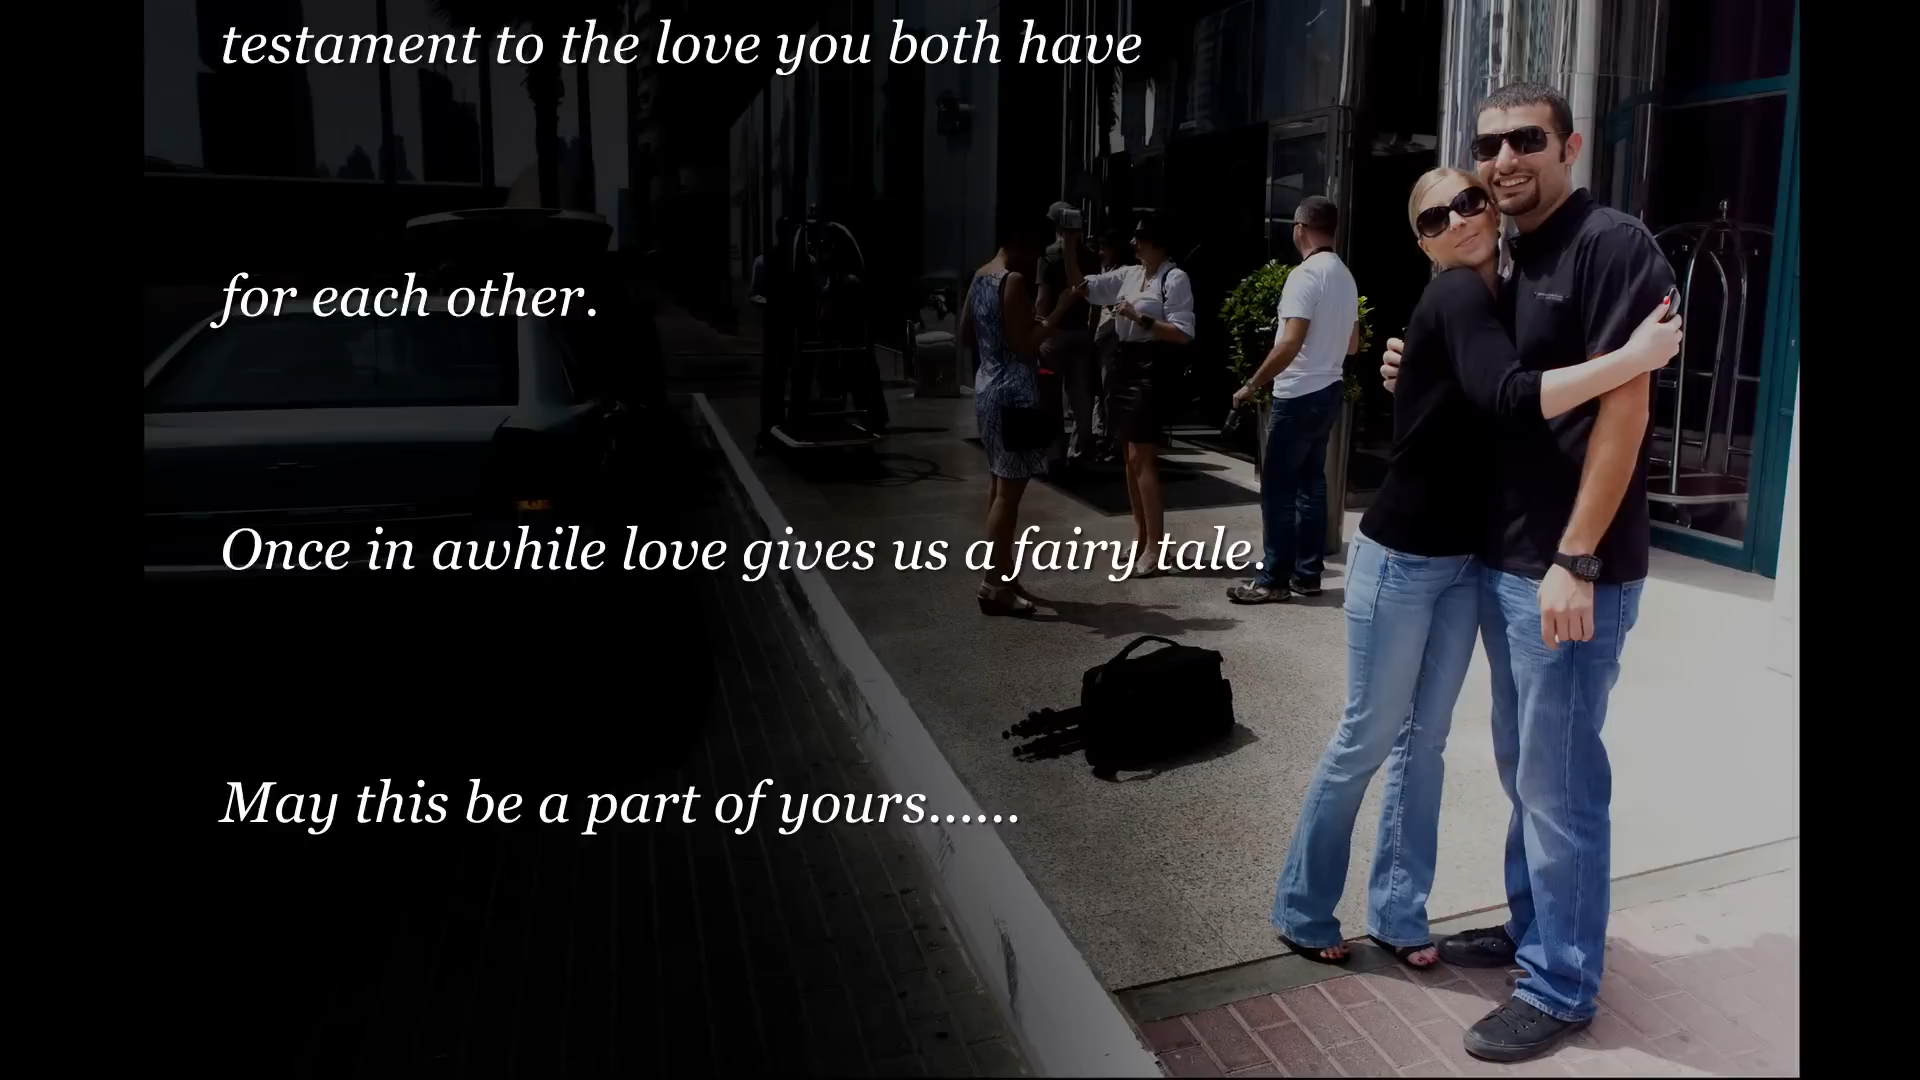 testament to the love you both have
for each other.
Once in awhile love gives us a fairy tale.
May this be a part of yours......